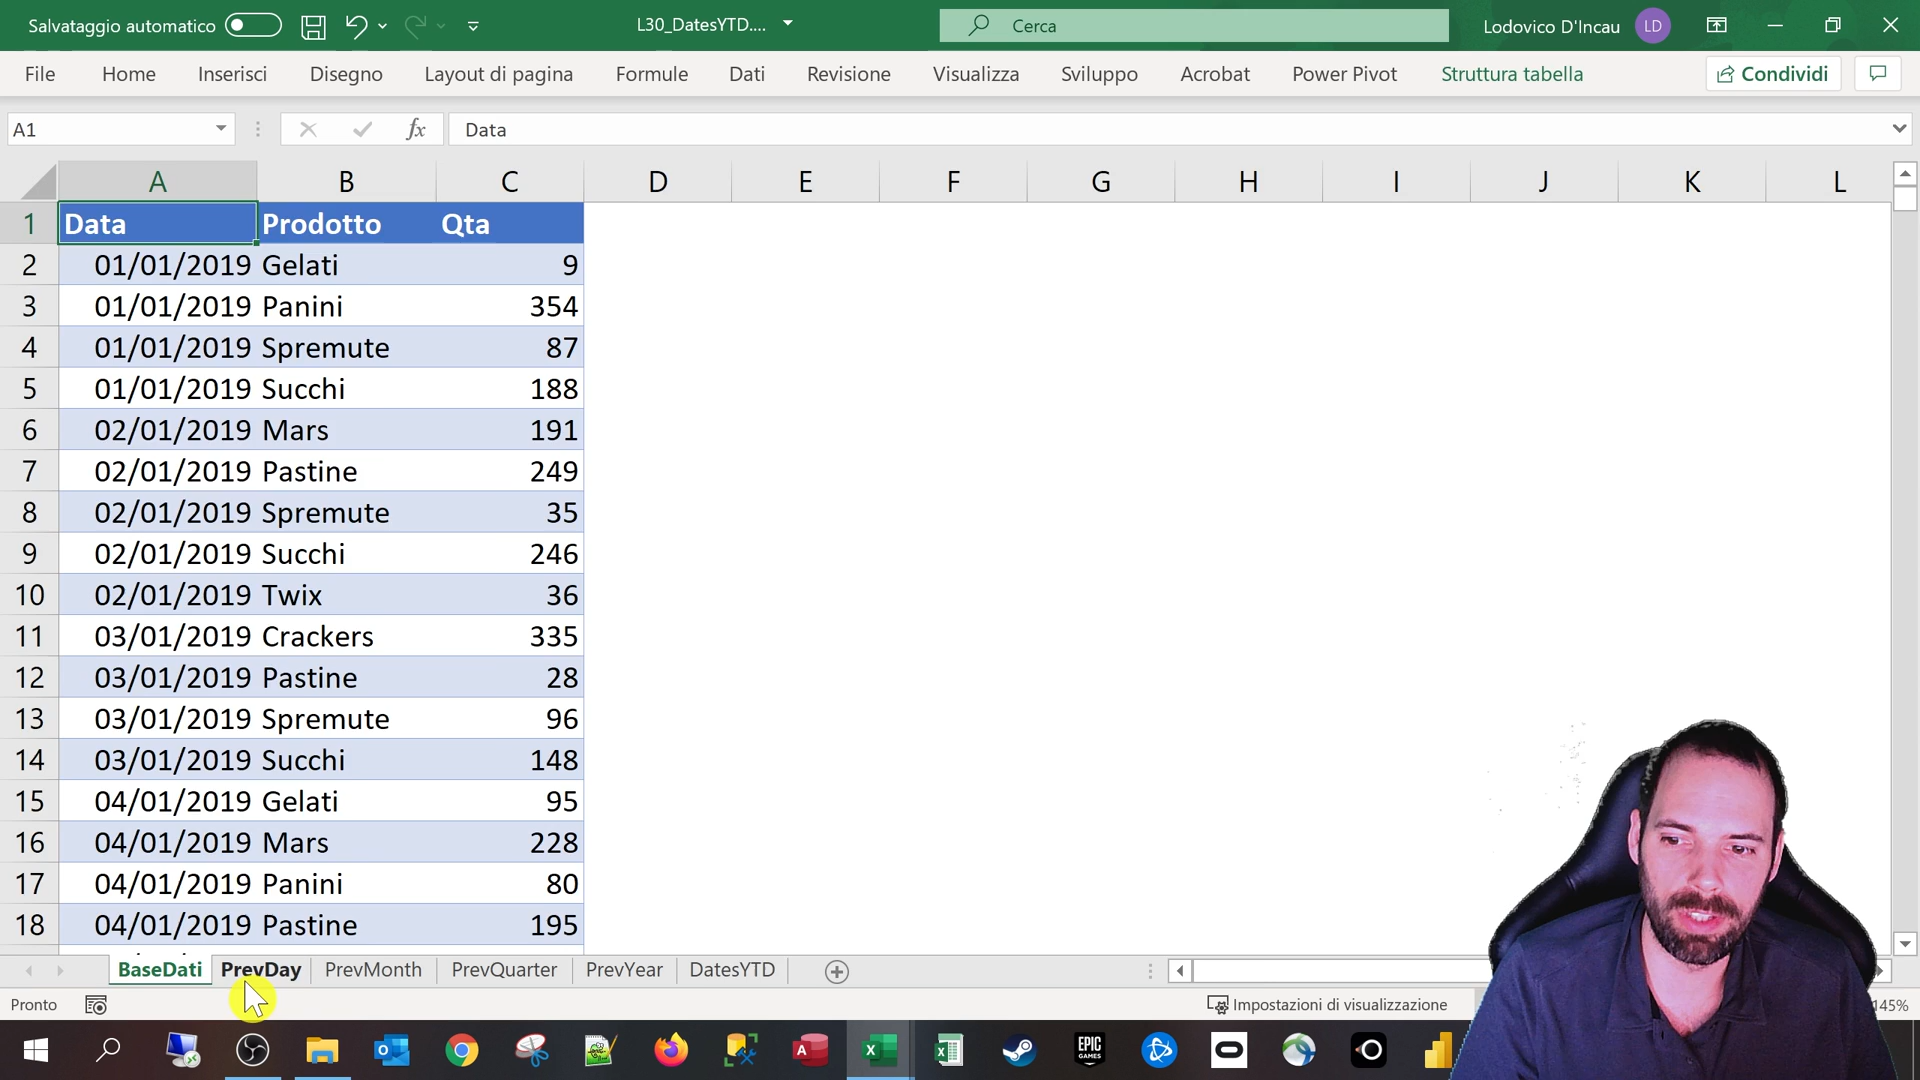 Salvataggio automatico
L30_DatesYTD....
Cerca
Lodovico D'Incau
LD
File Home Inserisci Disegno Layout di pagina Formule Dati Revisione Visualizza Sviluppo Acrobat Power Pivot Struttura tabella Condividi
A1 fx Data
A B C D E F G H I J K L
1 Data Prodotto Qta
2 01/01/2019 Gelati 9
3 01/01/2019 Panini 354
4 01/01/2019 Spremute 87
5 01/01/2019 Succhi 188
6 02/01/2019 Mars 191
7 02/01/2019 Pastine 249
8 02/01/2019 Spremute 35
9 02/01/2019 Succhi 246
10 02/01/2019 Twix 36
11 03/01/2019 Crackers 335
12 03/01/2019 Pastine 28
13 03/01/2019 Spremute 96
14 03/01/2019 Succhi 148
15 04/01/2019 Gelati 95
16 04/01/2019 Mars 228
17 04/01/2019 Panini 80
18 04/01/2019 Pastine 195
BaseDati PrevDay PrevMonth PrevQuarter PrevYear DatesYTD
Pronto Impostazioni di visualizzazione 145%
EPIC GAMES